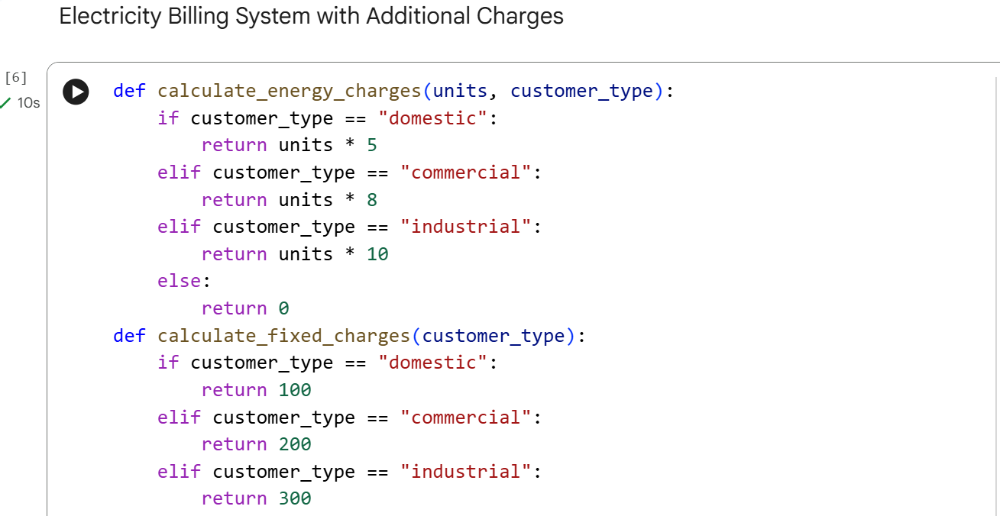 Electricity Billing System with Additional Charges
[6]
10s
def calculate_energy_charges(units, customer_type):
    if customer_type == "domestic":
        return units * 5
    elif customer_type == "commercial":
        return units * 8
    elif customer_type == "industrial":
        return units * 10
    else:
        return 0
def calculate_fixed_charges(customer_type):
    if customer_type == "domestic":
        return 100
    elif customer_type == "commercial":
        return 200
    elif customer_type == "industrial":
        return 300